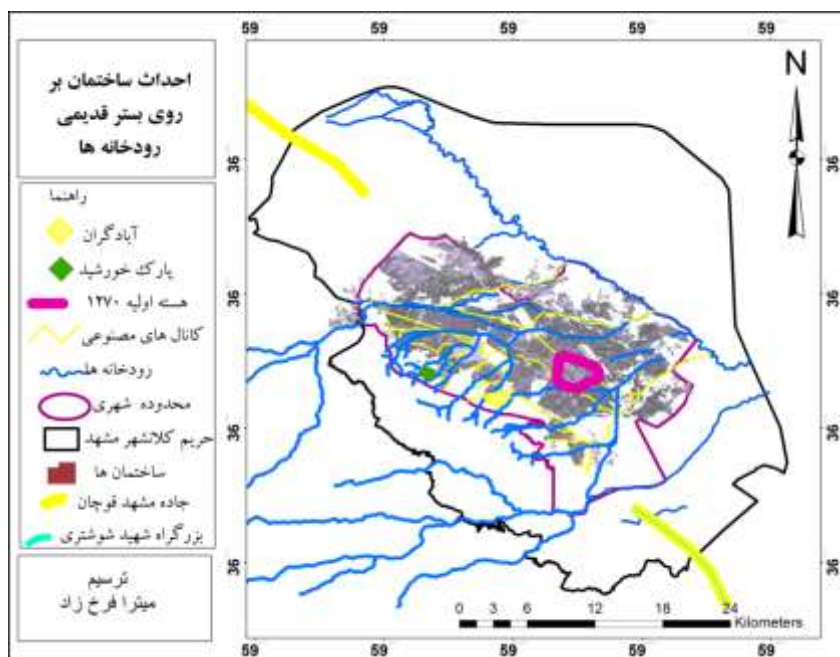 احداث ساختمان بر
روی بستر قدیمی
رودخانه ها
راهنما
آبادگران
پارک خورشید
هسته اولیه ۱۲۷۰
کانال های مصنوعی
رودخانه ها
محدوده شهری
حریم کلانشهر مشهد
ساختمان ها
جاده مشهد قوچان
بزرگراه شهید شوشتری
ترسیم
میترا فرخ زاد
59 59 59 59 59
N
36 36
36 36
36 36
36 36
0 3 6 12 18 24
Kilometers
59 59 59 59 59